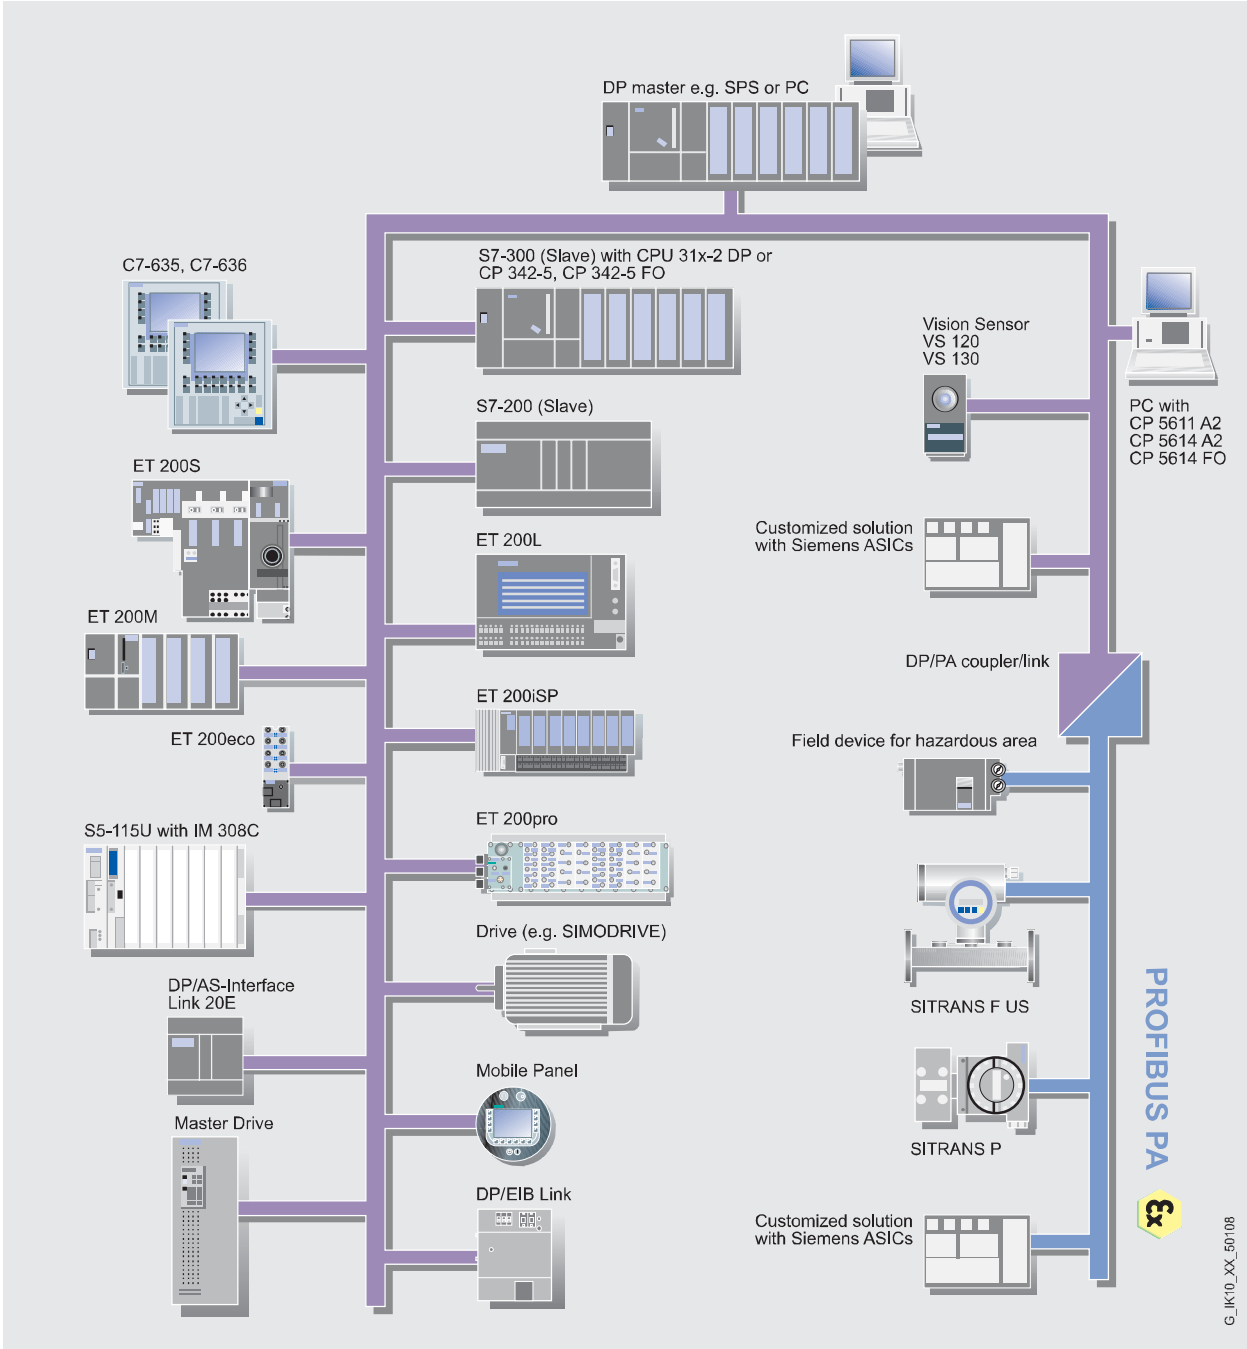 DP master e.g. SPS or PC
C7-635, C7-636
S7-300 (Slave) with CPU 31x-2 DP or
CP 342-5, CP 342-5 FO
Vision Sensor
VS 120
VS 130
PC with
CP 5611 A2
CP 5614 A2
CP 5614 FO
S7-200 (Slave)
ET 200S
Customized solution
with Siemens ASICs
ET 200L
ET 200M
DP/PA coupler/link
ET 200iSP
ET 200eco
Field device for hazardous area
S5-115U with IM 308C
ET 200pro
Drive (e.g. SIMODRIVE)
DP/AS-Interface
Link 20E
SITRANS F US
PROFIBUS PA
Mobile Panel
Master Drive
SITRANS P
DP/EIB Link
Customized solution
with Siemens ASICs
Ex
G_IK10_XX_50108